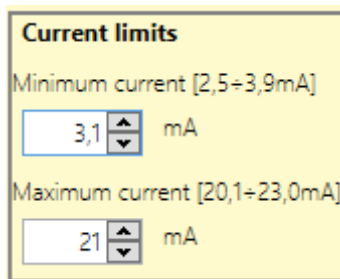 Current limits
Minimum current [2,5÷3,9mA]
3,1 mA
Maximum current [20,1÷23,0mA]
21 mA